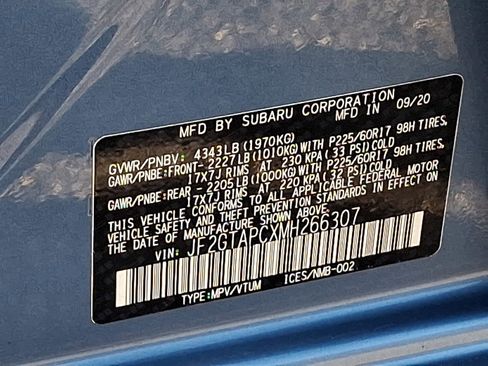 MFD BY SUBARU CORPORATION
MFD IN 09/20
GVWR/PNBV: 4343LB(1970KG)
GAWR/PNBE:FRONT-2227LB(1010KG)WITH P225/60R17 98H TIRES,
17X7J RIMS AT 230 KPA(33 PSI)COLD
GAWR/PNBE:REAR -2205LB(1000KG)WITH P225/60R17 98H TIRES,
17X7J RIMS AT 220 KPA(32 PSI)COLD
THIS VEHICLE CONFORMS TO ALL APPLICABLE FEDERAL MOTOR
VEHICLE SAFETY STANDARDS IN EFFECT ON
THE DATE OF MANUFACTURE SHOWN ABOVE.
VIN: JF2GTAPCXMH266307
TYPE:MPV/VTUM ICES/NMB-002